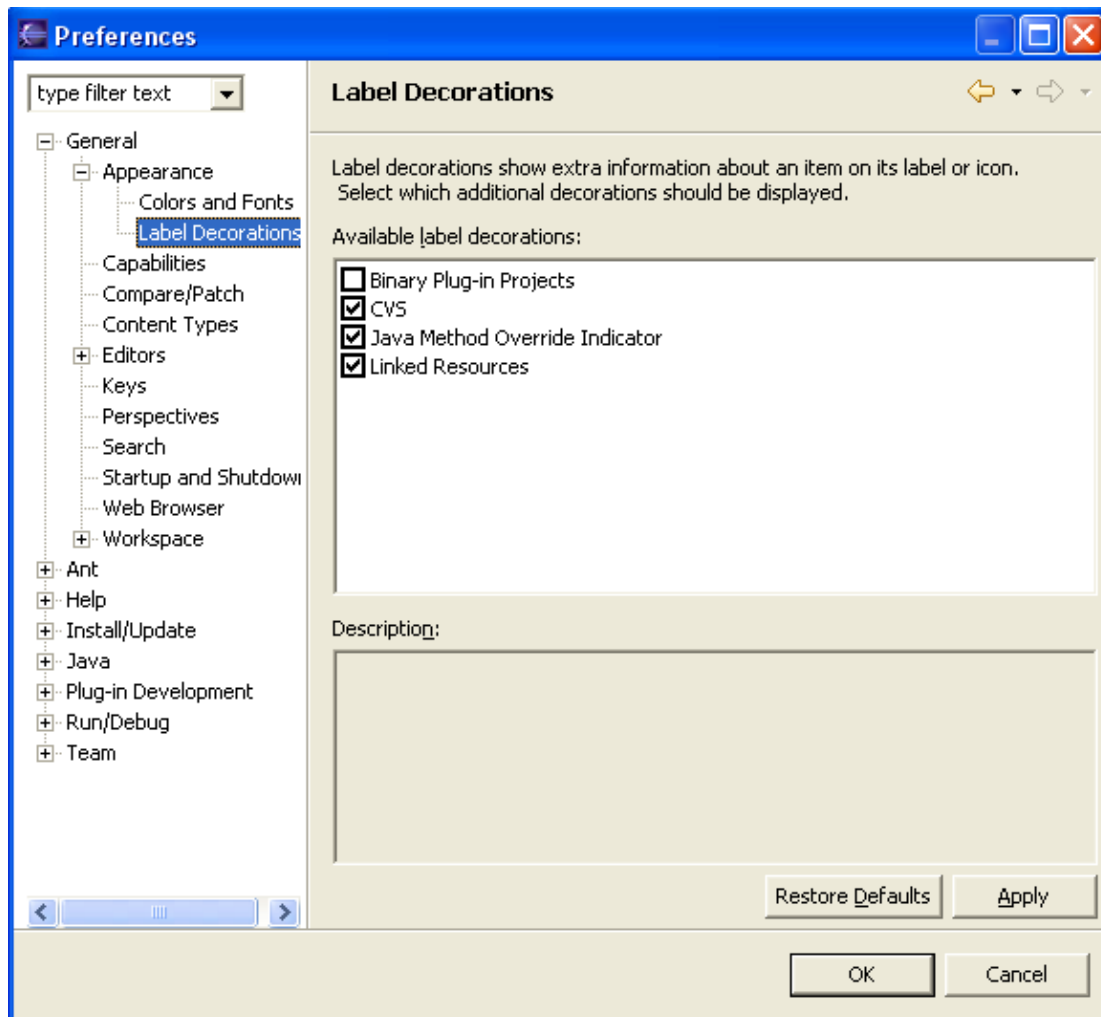 Preferences
type filter text
General
Appearance
Colors and Fonts
Label Decorations
Capabilities
Compare/Patch
Content Types
Editors
Keys
Perspectives
Search
Startup and Shutdow
Web Browser
Workspace
Ant
Help
Install/Update
Java
Plug-in Development
Run/Debug
Team
Label Decorations
Label decorations show extra information about an item on its label or icon.
Select which additional decorations should be displayed.
Available label decorations:
Binary Plug-in Projects
CVS
Java Method Override Indicator
Linked Resources
Description:
Restore Defaults
Apply
OK
Cancel